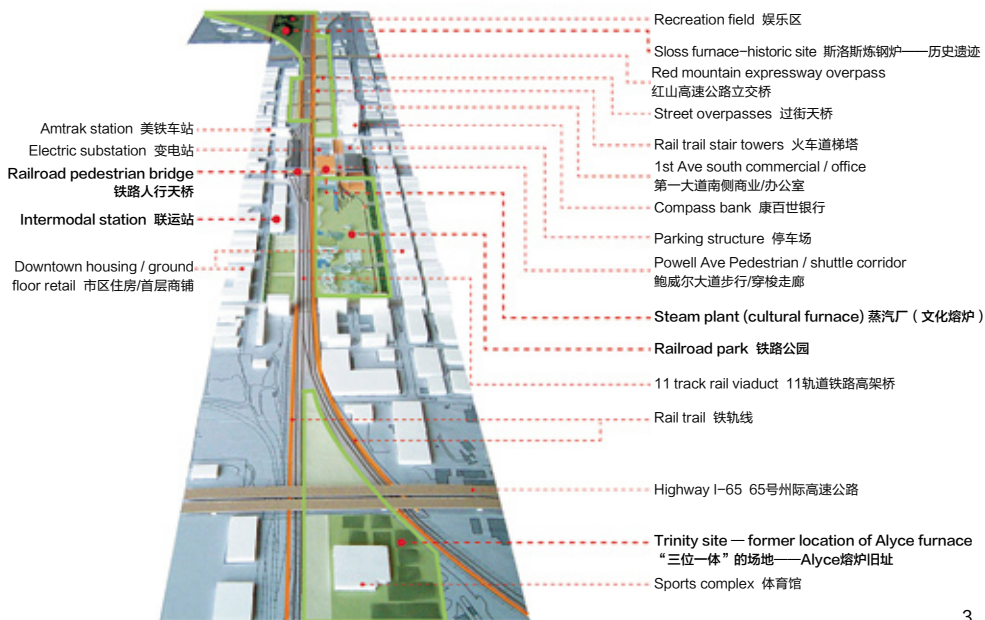 Recreation field 娱乐区
Sloss furnace-historic site 斯洛斯炼钢炉——历史遗迹
Red mountain expressway overpass
红山高速公路立交桥
Street overpasses 过街天桥
Rail trail stair towers 火车道梯塔
1st Ave south commercial / office
第一大道南侧商业/办公室
Compass bank 康百世银行
Parking structure 停车场
Powell Ave Pedestrian / shuttle corridor
鲍威尔大道步行/穿梭走廊
Steam plant (cultural furnace) 蒸汽厂（文化熔炉）
Railroad park 铁路公园
11 track rail viaduct 11轨道铁路高架桥
Rail trail 铁轨线
Highway I-65 65号州际高速公路
Trinity site — former location of Alyce furnace
“三位一体”的场地——Alyce熔炉旧址
Sports complex 体育馆
Amtrak station 美铁车站
Electric substation 变电站
Railroad pedestrian bridge
铁路人行天桥
Intermodal station 联运站
Downtown housing / ground
floor retail 市区住房/首层商铺
3